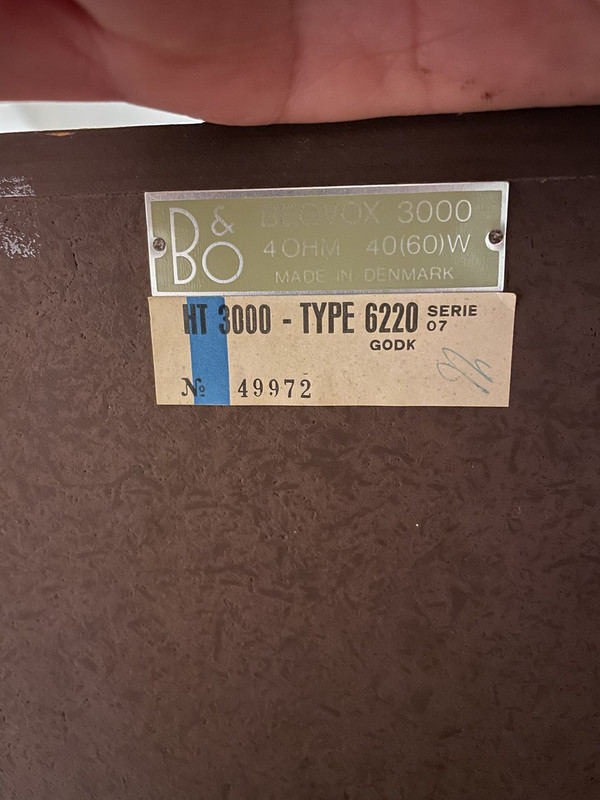 B&O
BEOVOX 3000
4 OHM 40(60)W
MADE IN DENMARK
HT 3000 - TYPE 6220 SERIE 07
GODK
№ 49972